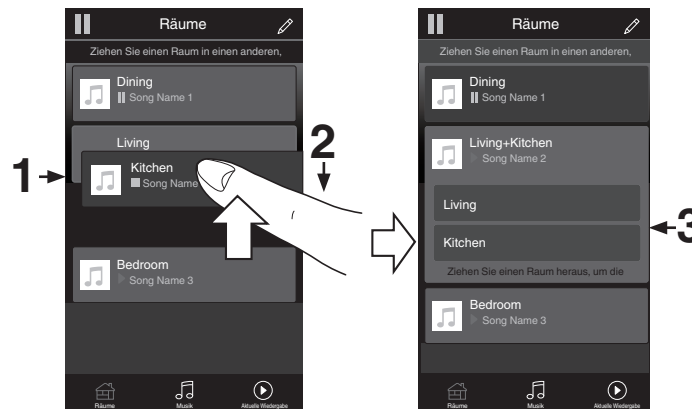 Räume
Ziehen Sie einen Raum in einen anderen,
Dining
Song Name 1
Living
Kitchen
Song Name
Bedroom
Song Name 3
Räume
Musik
Aktuelle Wiedergabe
1
2
Räume
Ziehen Sie einen Raum in einen anderen,
Dining
Song Name 1
Living+Kitchen
Song Name 2
Living
Kitchen
Ziehen Sie einen Raum heraus, um die
Bedroom
Song Name 3
Räume
Musik
Aktuelle Wiedergabe
3